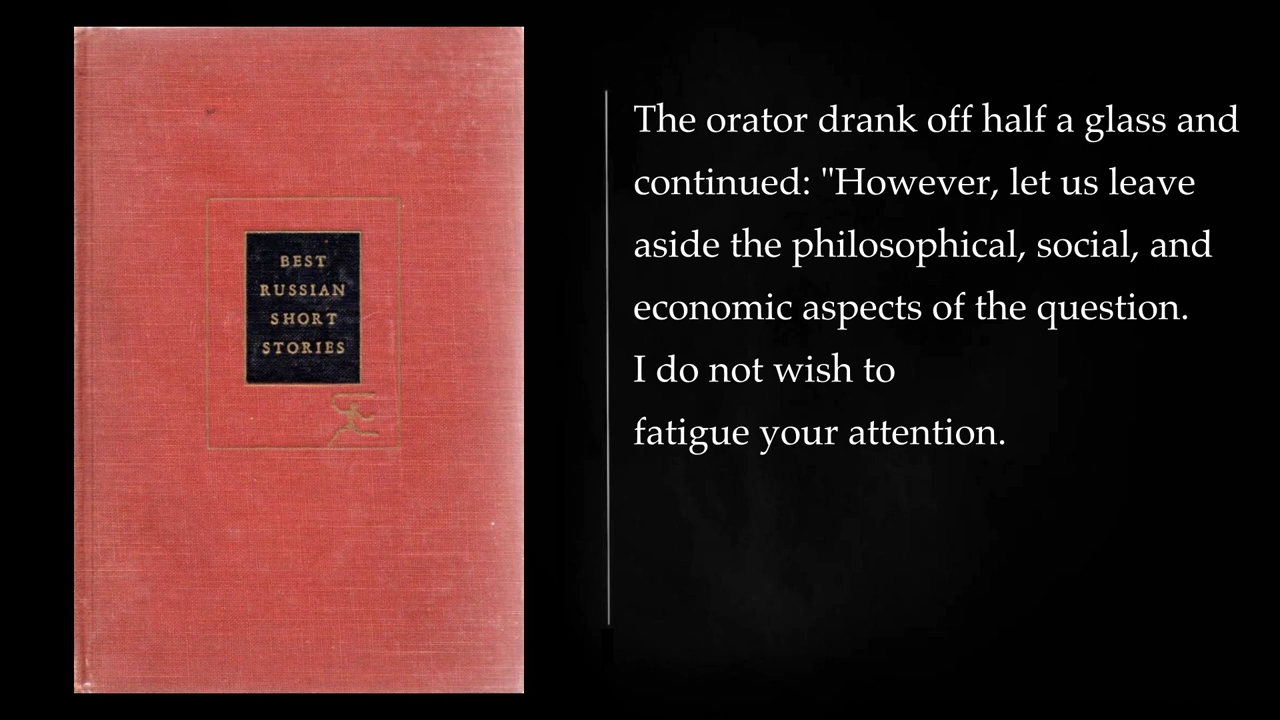 BEST
RUSSIAN
SHORT
STORIES
The orator drank off half a glass and
continued: "However, let us leave
aside the philosophical, social, and
economic aspects of the question.
I do not wish to
fatigue your attention.